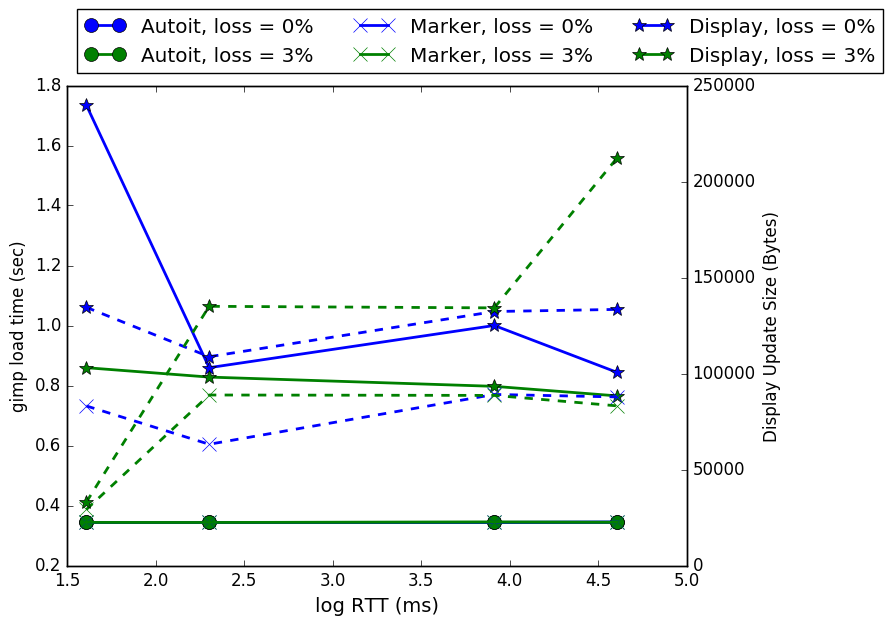 Autoit, loss = 0% Marker, loss = 0% Display, loss = 0%
Autoit, loss = 3% Marker, loss = 3% Display, loss = 3%
1.8 250000
1.6
200000
1.4
1.2
150000
1.0
100000
0.8
0.6
50000
0.4
0.2 0
gimp load time (sec)
Display Update Size (Bytes)
1.5 2.0 2.5 3.0 3.5 4.0 4.5 5.0
log RTT (ms)